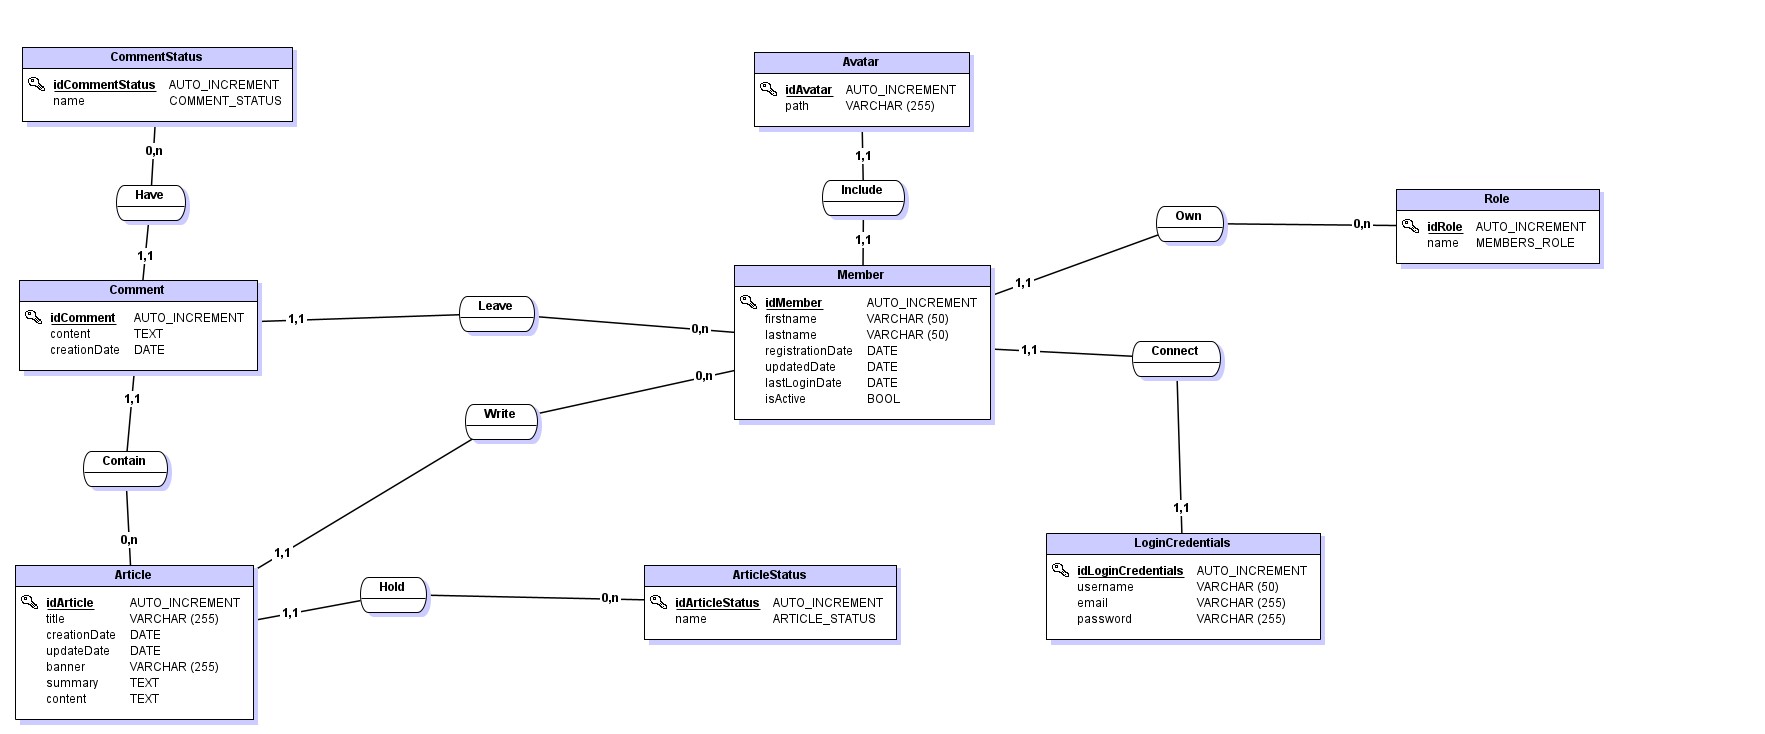 CommentStatus
idCommentStatus AUTO_INCREMENT
name COMMENT_STATUS
0,n
Have
1,1
Comment
idComment AUTO_INCREMENT
content TEXT
creationDate DATE
1,1
Contain
0,n
Article
idArticle AUTO_INCREMENT
title VARCHAR (255)
creationDate DATE
updateDate DATE
banner VARCHAR (255)
summary TEXT
content TEXT
1,1
Leave
0,n
1,1
Write
0,n
1,1
Hold
0,n
ArticleStatus
idArticleStatus AUTO_INCREMENT
name ARTICLE_STATUS
Avatar
idAvatar AUTO_INCREMENT
path VARCHAR (255)
1,1
Include
1,1
Member
idMember AUTO_INCREMENT
firstname VARCHAR (50)
lastname VARCHAR (50)
registrationDate DATE
updatedDate DATE
lastLoginDate DATE
isActive BOOL
1,1
Own
0,n
Role
idRole AUTO_INCREMENT
name MEMBERS_ROLE
1,1
Connect
1,1
LoginCredentials
idLoginCredentials AUTO_INCREMENT
username VARCHAR (50)
email VARCHAR (255)
password VARCHAR (255)